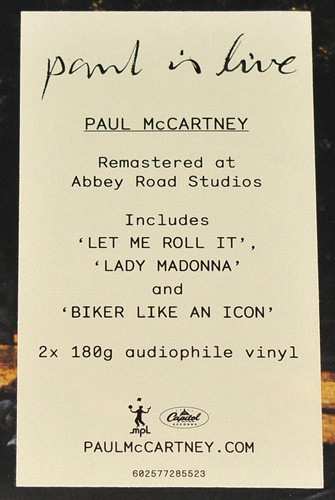 paul is live
PAUL McCARTNEY
Remastered at
Abbey Road Studios
Includes
‘LET ME ROLL IT’,
‘LADY MADONNA’
and
‘BIKER LIKE AN ICON’
2x 180g audiophile vinyl
mpl Capitol
RECORDS
PAULMcCARTNEY.COM
602577285523